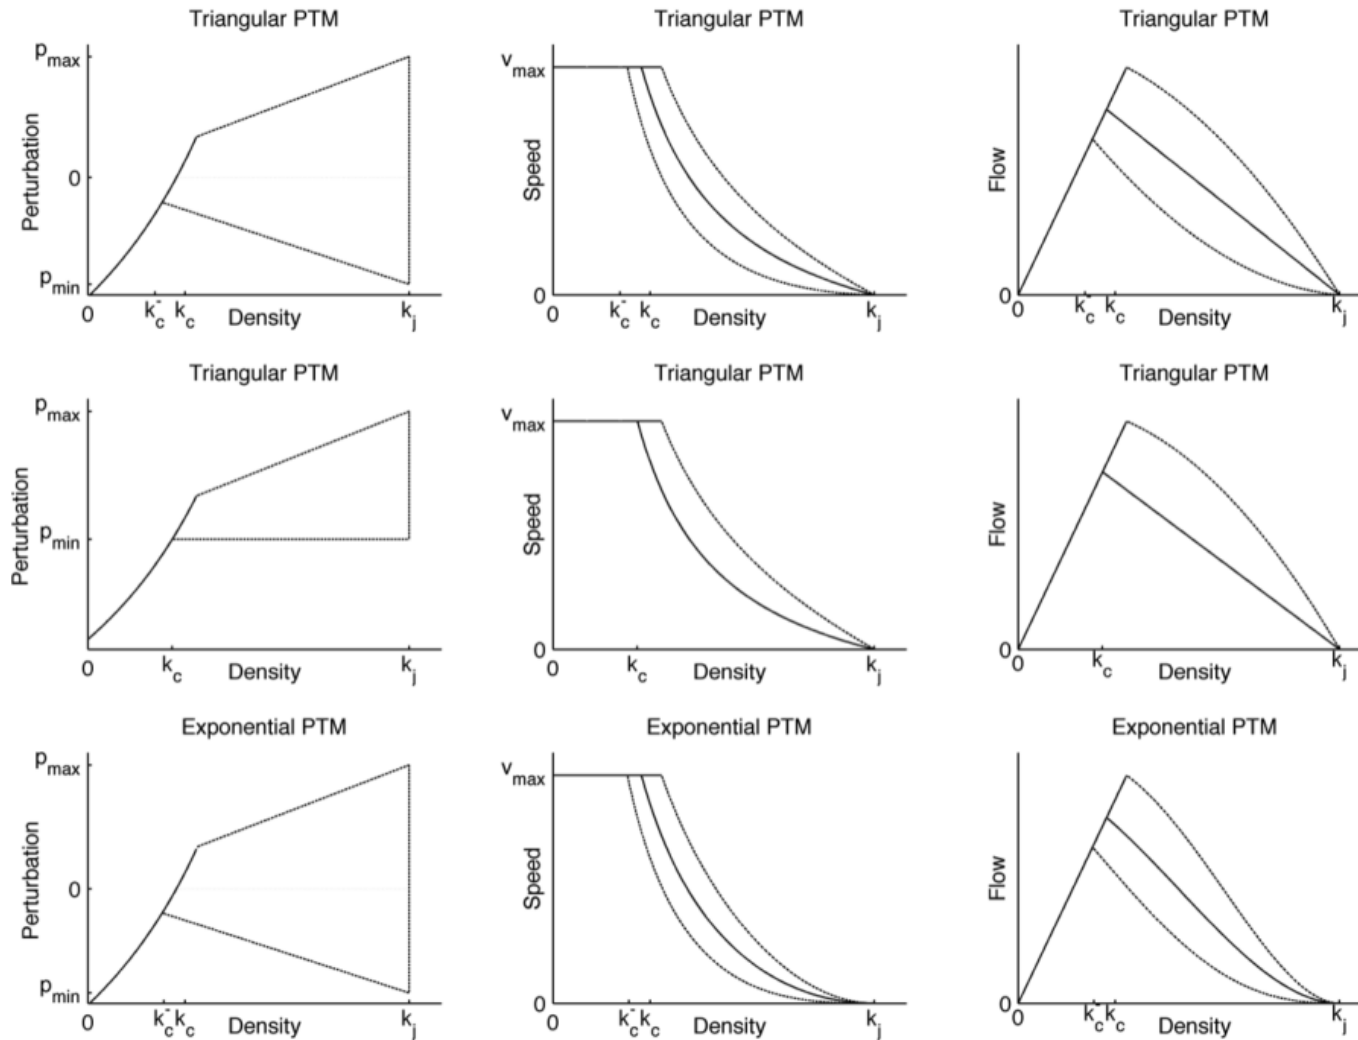 Triangular PTM
Triangular PTM
Triangular PTM
p_max
0
p_min
Perturbation
0
k_c^-
k_c
Density
k_j
v_max
0
Speed
0
k_c^-
k_c
Density
k_j
Flow
0
0
k_c^-
k_c
Density
k_j
Triangular PTM
Triangular PTM
Triangular PTM
p_max
p_min
Perturbation
0
k_c
Density
k_j
v_max
0
Speed
0
k_c
Density
k_j
Flow
0
0
k_c
Density
k_j
Exponential PTM
Exponential PTM
Exponential PTM
p_max
0
p_min
Perturbation
0
k_c^-
k_c
Density
k_j
v_max
0
Speed
0
k_c^-
k_c
Density
k_j
Flow
0
0
k_c^-
k_c
Density
k_j